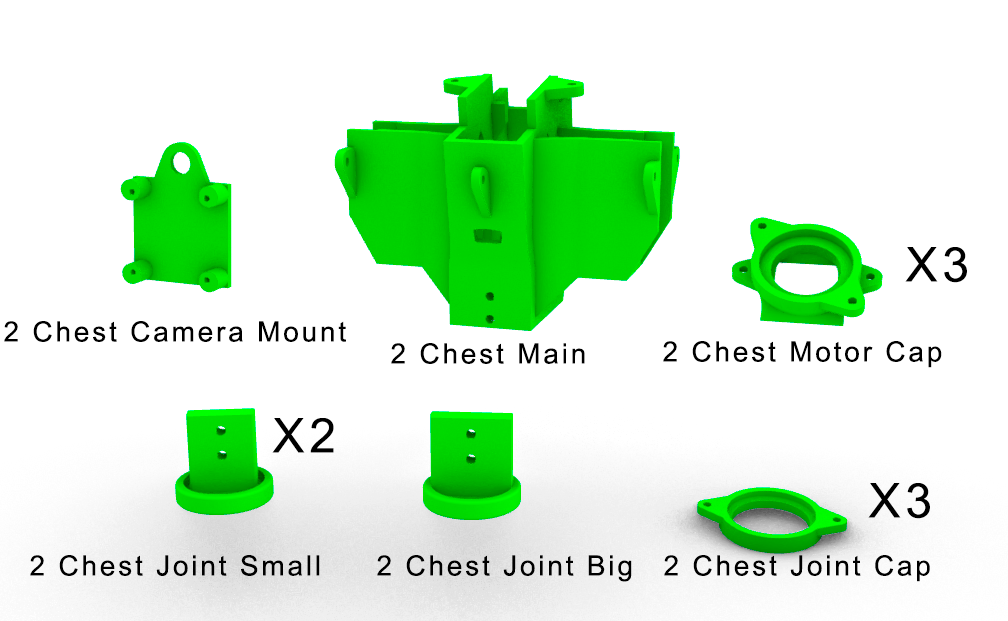 X3
2 Chest Camera Mount
2 Chest Main
2 Chest Motor Cap
X2
X3
2 Chest Joint Small
2 Chest Joint Big
2 Chest Joint Cap